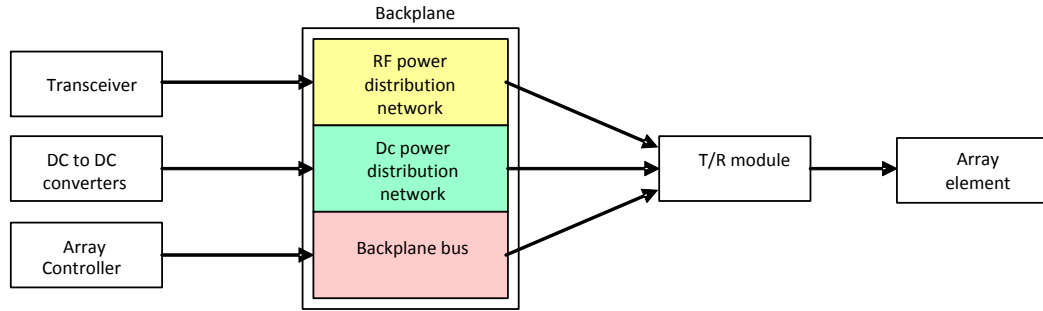 Backplane
Transceiver
RF power
distribution
network
DC to DC
converters
Dc power
distribution
network
T/R module
Array
element
Array
Controller
Backplane bus